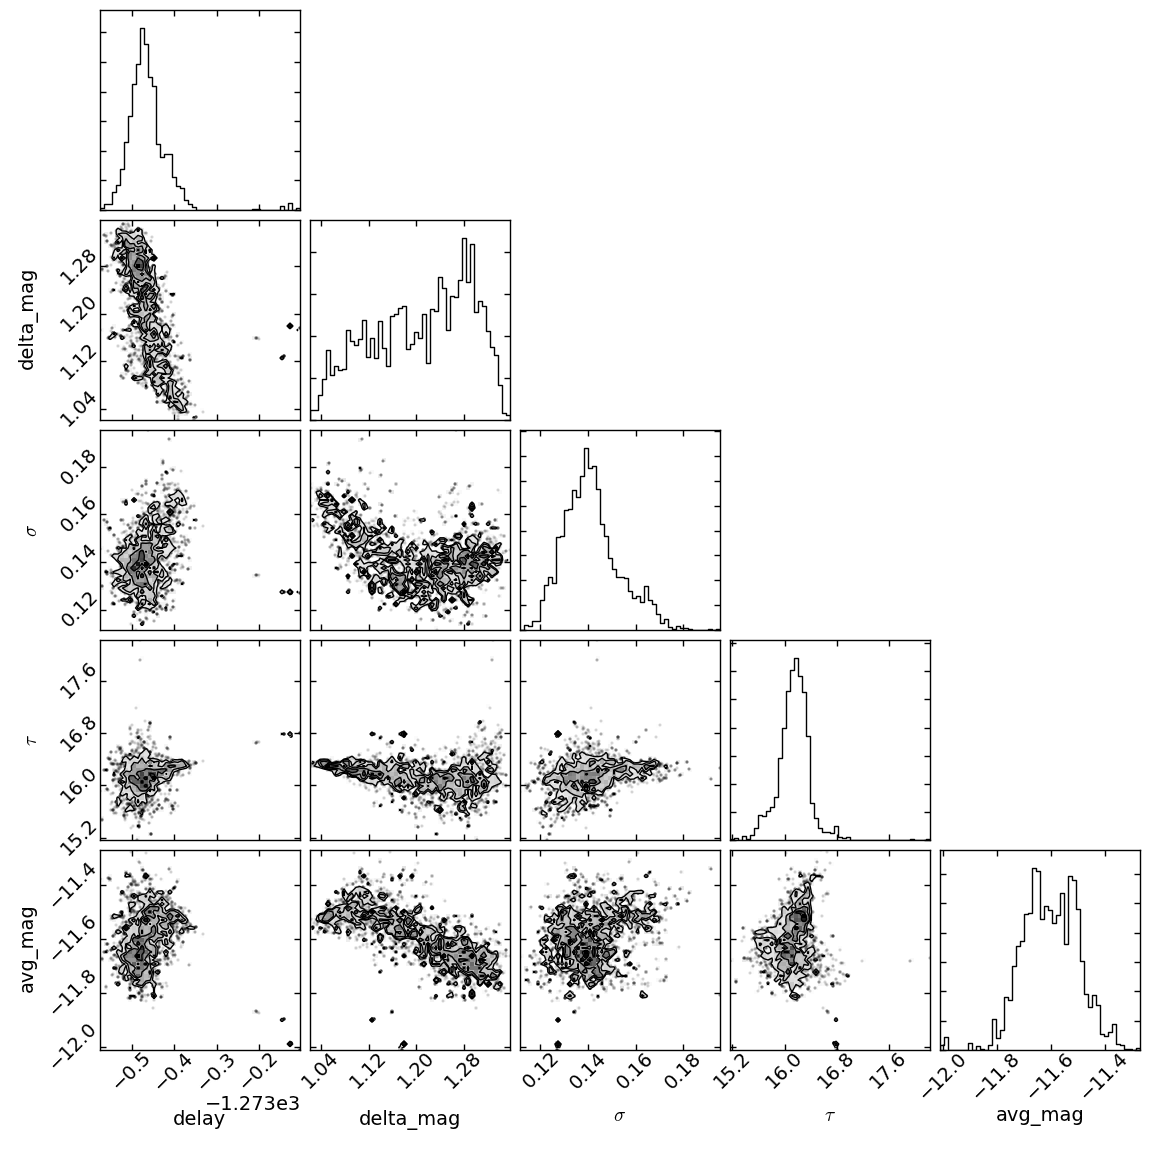 delta_mag
1.28
1.20
1.12
1.04
σ
0.18
0.16
0.14
0.12
τ
17.6
16.8
16.0
15.2
avg_mag
−11.4
−11.6
−11.8
−12.0
−0.5 −0.4 −0.3 −0.2
−1.273e3
delay
1.04 1.12 1.20 1.28
delta_mag
0.12 0.14 0.16 0.18
σ
15.2 16.0 16.8 17.6
τ
−12.0 −11.8 −11.6 −11.4
avg_mag